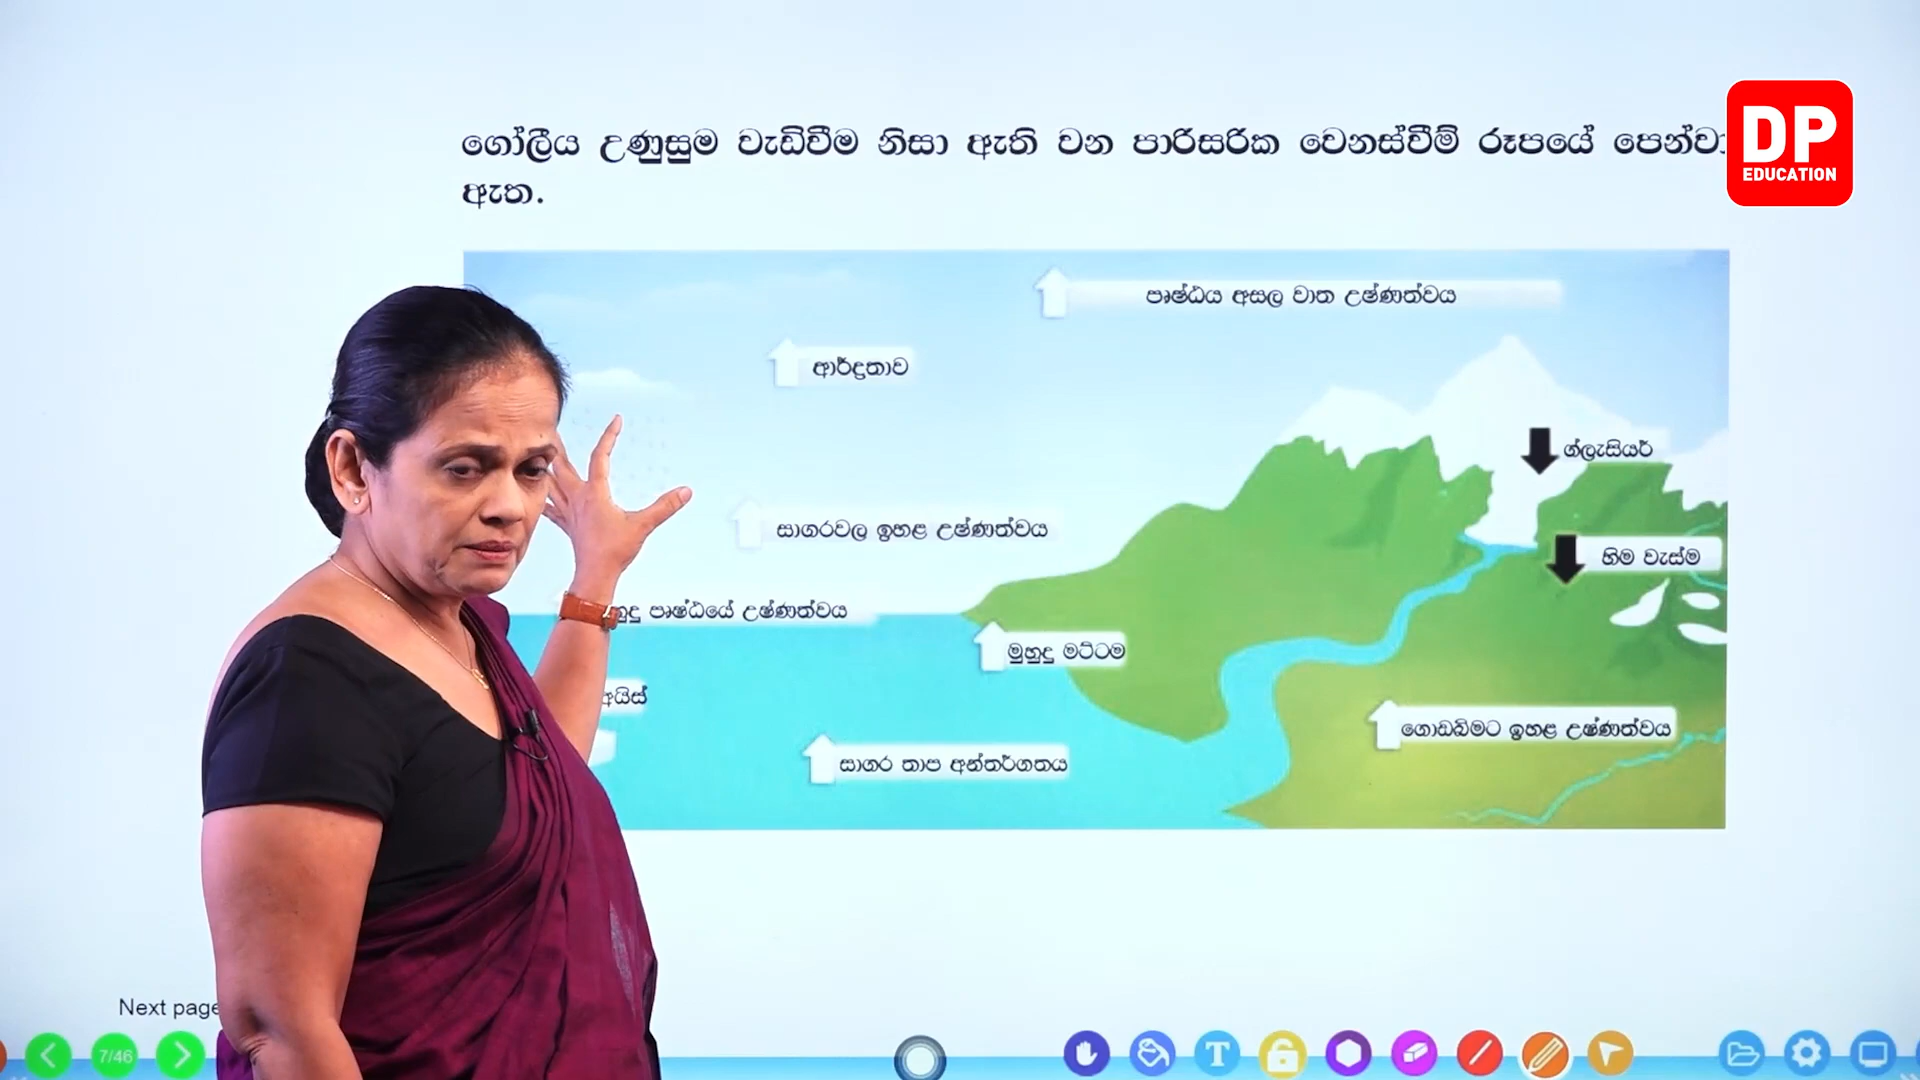 ගෝලීය උණුසුම වැඩිවීම නිසා ඇති වන පාරිසරික වෙනස්වීම් රූපයේ
ඇත.
DP
EDUCATION
පෘෂ්ඨය අසල වාත උෂ්ණත්වය
ආර්ද්‍රතාව
ග්ලැසියර්
සාගරවල ඉහළ උෂ්ණත්වය
හිම වැස්ම
පෘෂ්ඨයේ උෂ්ණත්වය
මුහුදු මට්ටම
අයිස්
ගොඩබිමට ඉහළ උෂ්ණත්වය
සාගර තාප අන්තර්ගතය
Next page
7/46
T